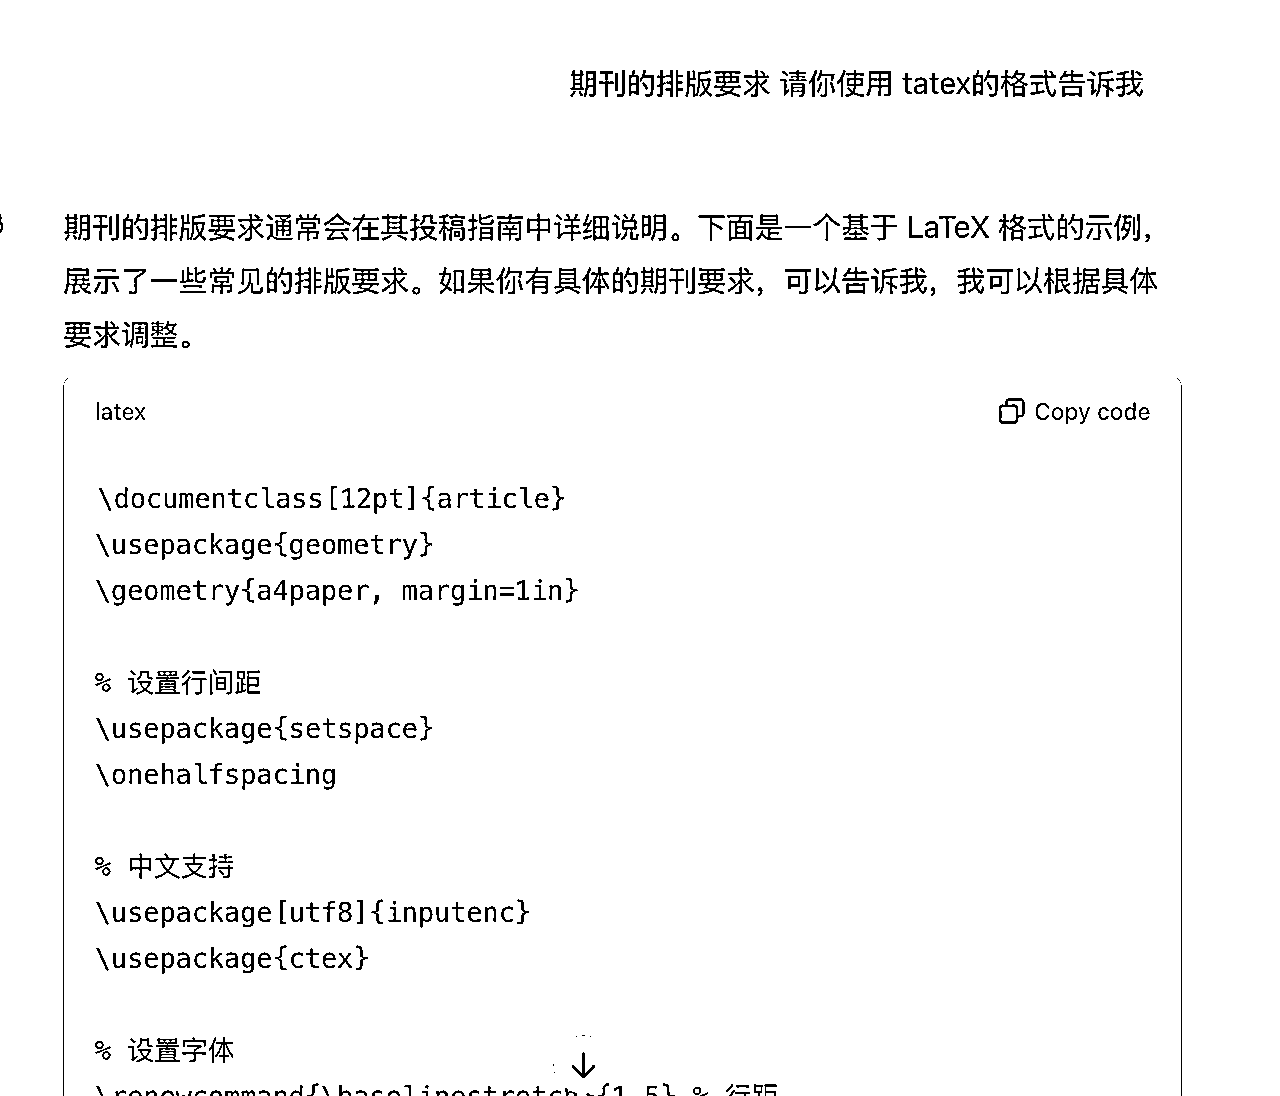 期刊的排版要求 请你使用 tatex的格式告诉我
期刊的排版要求通常会在其投稿指南中详细说明。下面是一个基于 LaTeX 格式的示例，
展示了一些常见的排版要求。如果你有具体的期刊要求，可以告诉我，我可以根据具体
要求调整。
latex
Copy code
\documentclass[12pt]{article}
\usepackage{geometry}
\geometry{a4paper, margin=1in}
% 设置行间距
\usepackage{setspace}
\onehalfspacing
% 中文支持
\usepackage[utf8]{inputenc}
\usepackage{ctex}
% 设置字体
\renewcommand{\baselinestretch}{1.5} % 行距